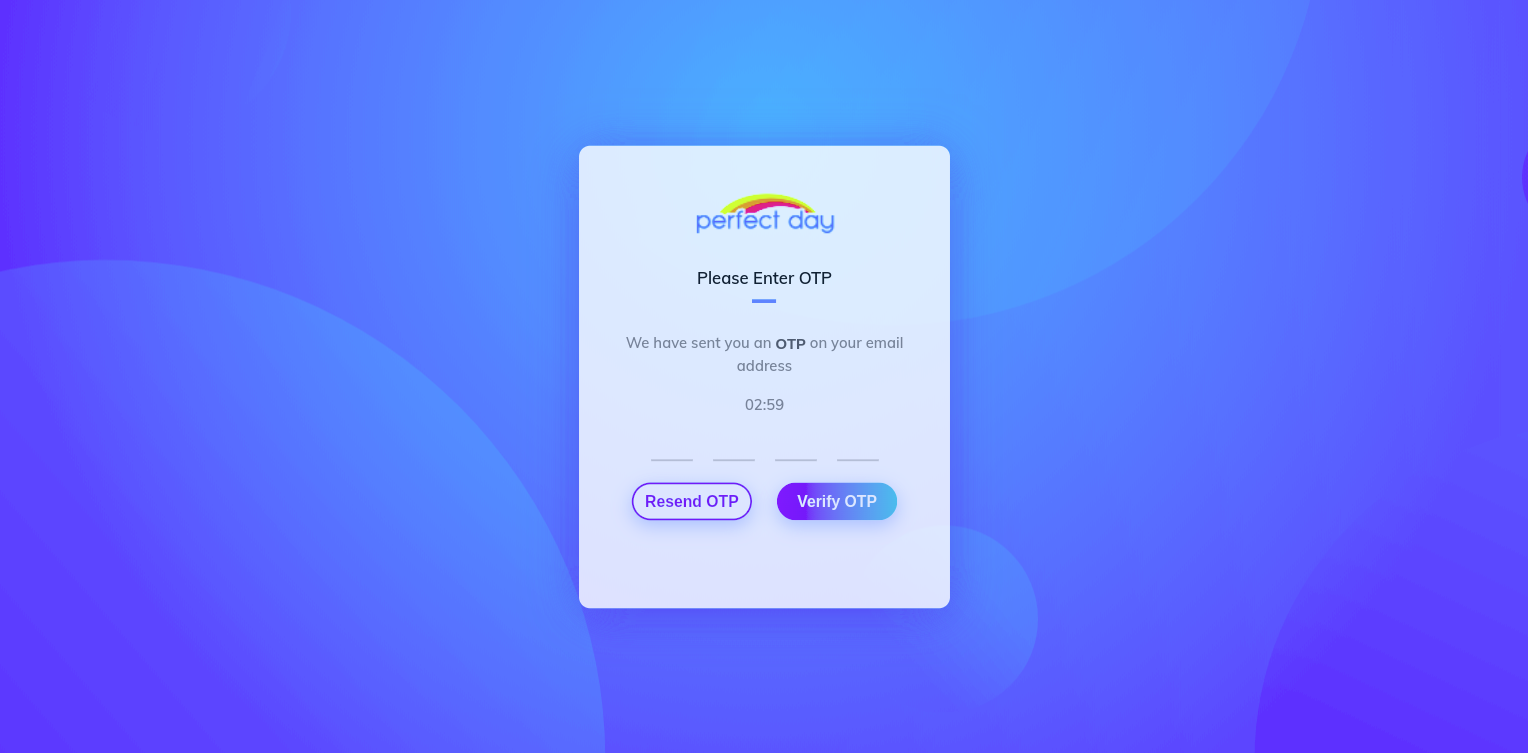 perfect day
Please Enter OTP
We have sent you an OTP on your email
address
02:59
Resend OTP
Verify OTP